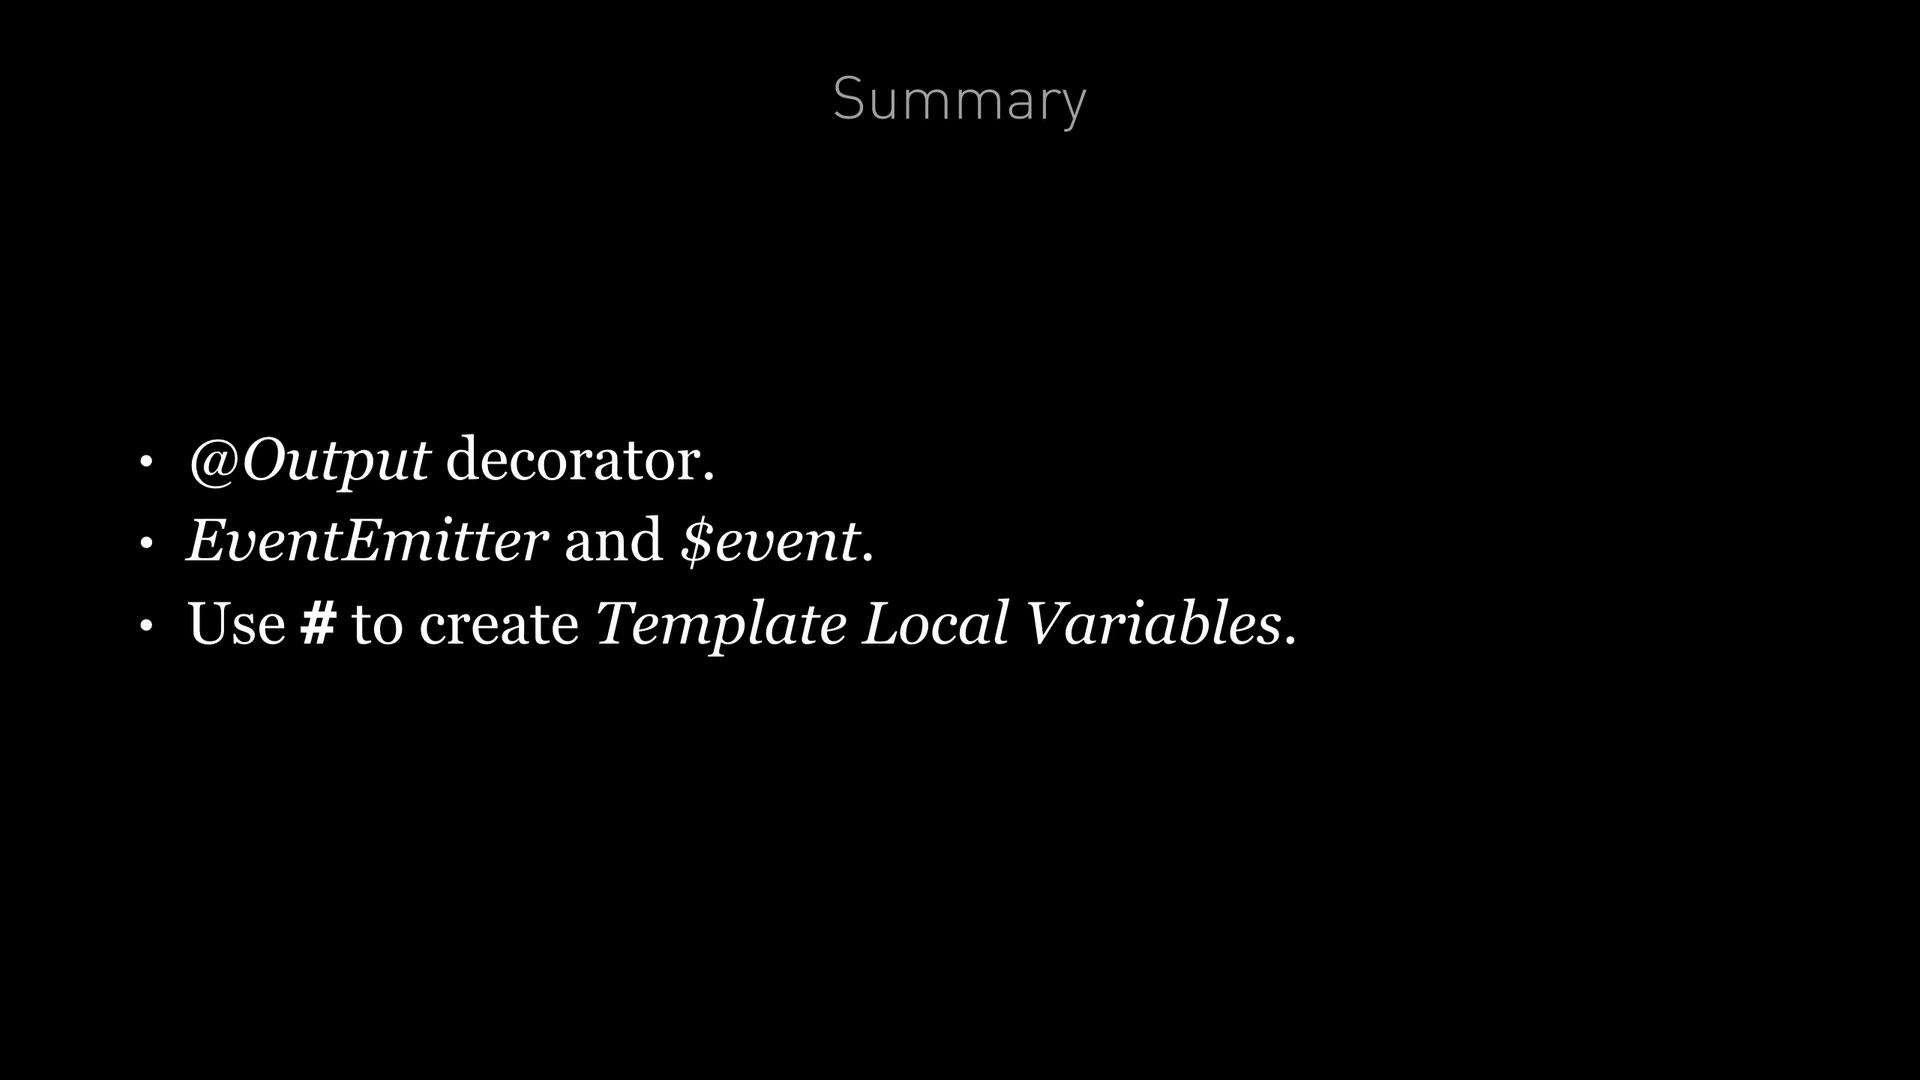 Summary
• @Output decorator.
• EventEmitter and $event.
• Use # to create Template Local Variables.